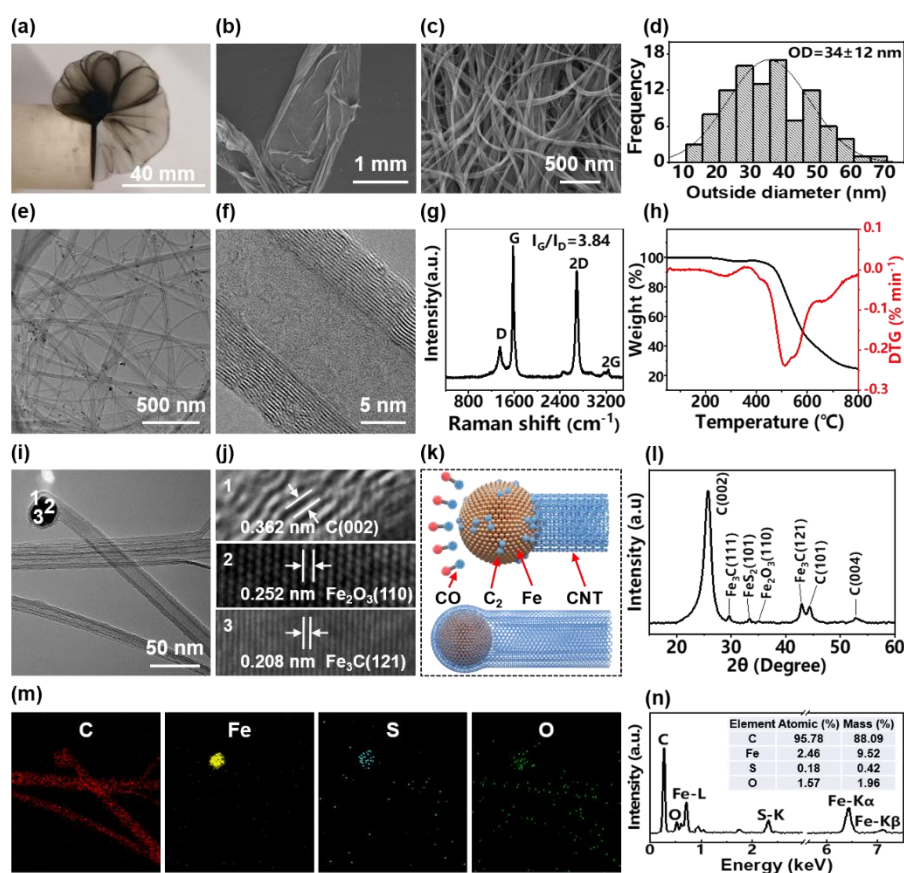 (a)
40 mm
(b)
1 mm
(c)
500 nm
(d)
OD=34±12 nm
Frequency
18
12
6
0
10 20 30 40 50 60 70
Outside diameter (nm)
(e)
500 nm
(f)
5 nm
(g)
I_G/I_D=3.84
G
2D
D
2G
Intensity(a.u.)
800 1600 2400 3200
Raman shift (cm⁻¹)
(h)
Weight (%)
100
80
60
40
20
0.1
0.0
-0.1
-0.2
-0.3
DTG (% min⁻¹)
200 400 600 800
Temperature (℃)
(i)
1
2
3
50 nm
(j)
1
0.362 nm C(002)
2
0.252 nm Fe₂O₃(110)
3
0.208 nm Fe₃C(121)
(k)
CO C₂ Fe CNT
(l)
Intensity (a.u)
C(002)
Fe₃C(111)
FeS₂(101)
Fe₂O₃(110)
Fe₃C(121)
C(101)
C(004)
20 30 40 50 60
2θ (Degree)
(m)
C
Fe
S
O
(n)
Intensity (a.u.)
C
O
Fe-L
S-K
Fe-Kα
Fe-Kβ
Element Atomic (%) Mass (%)
C 95.78 88.09
Fe 2.46 9.52
S 0.18 0.42
O 1.57 1.96
0 1 2 6 7
Energy (keV)